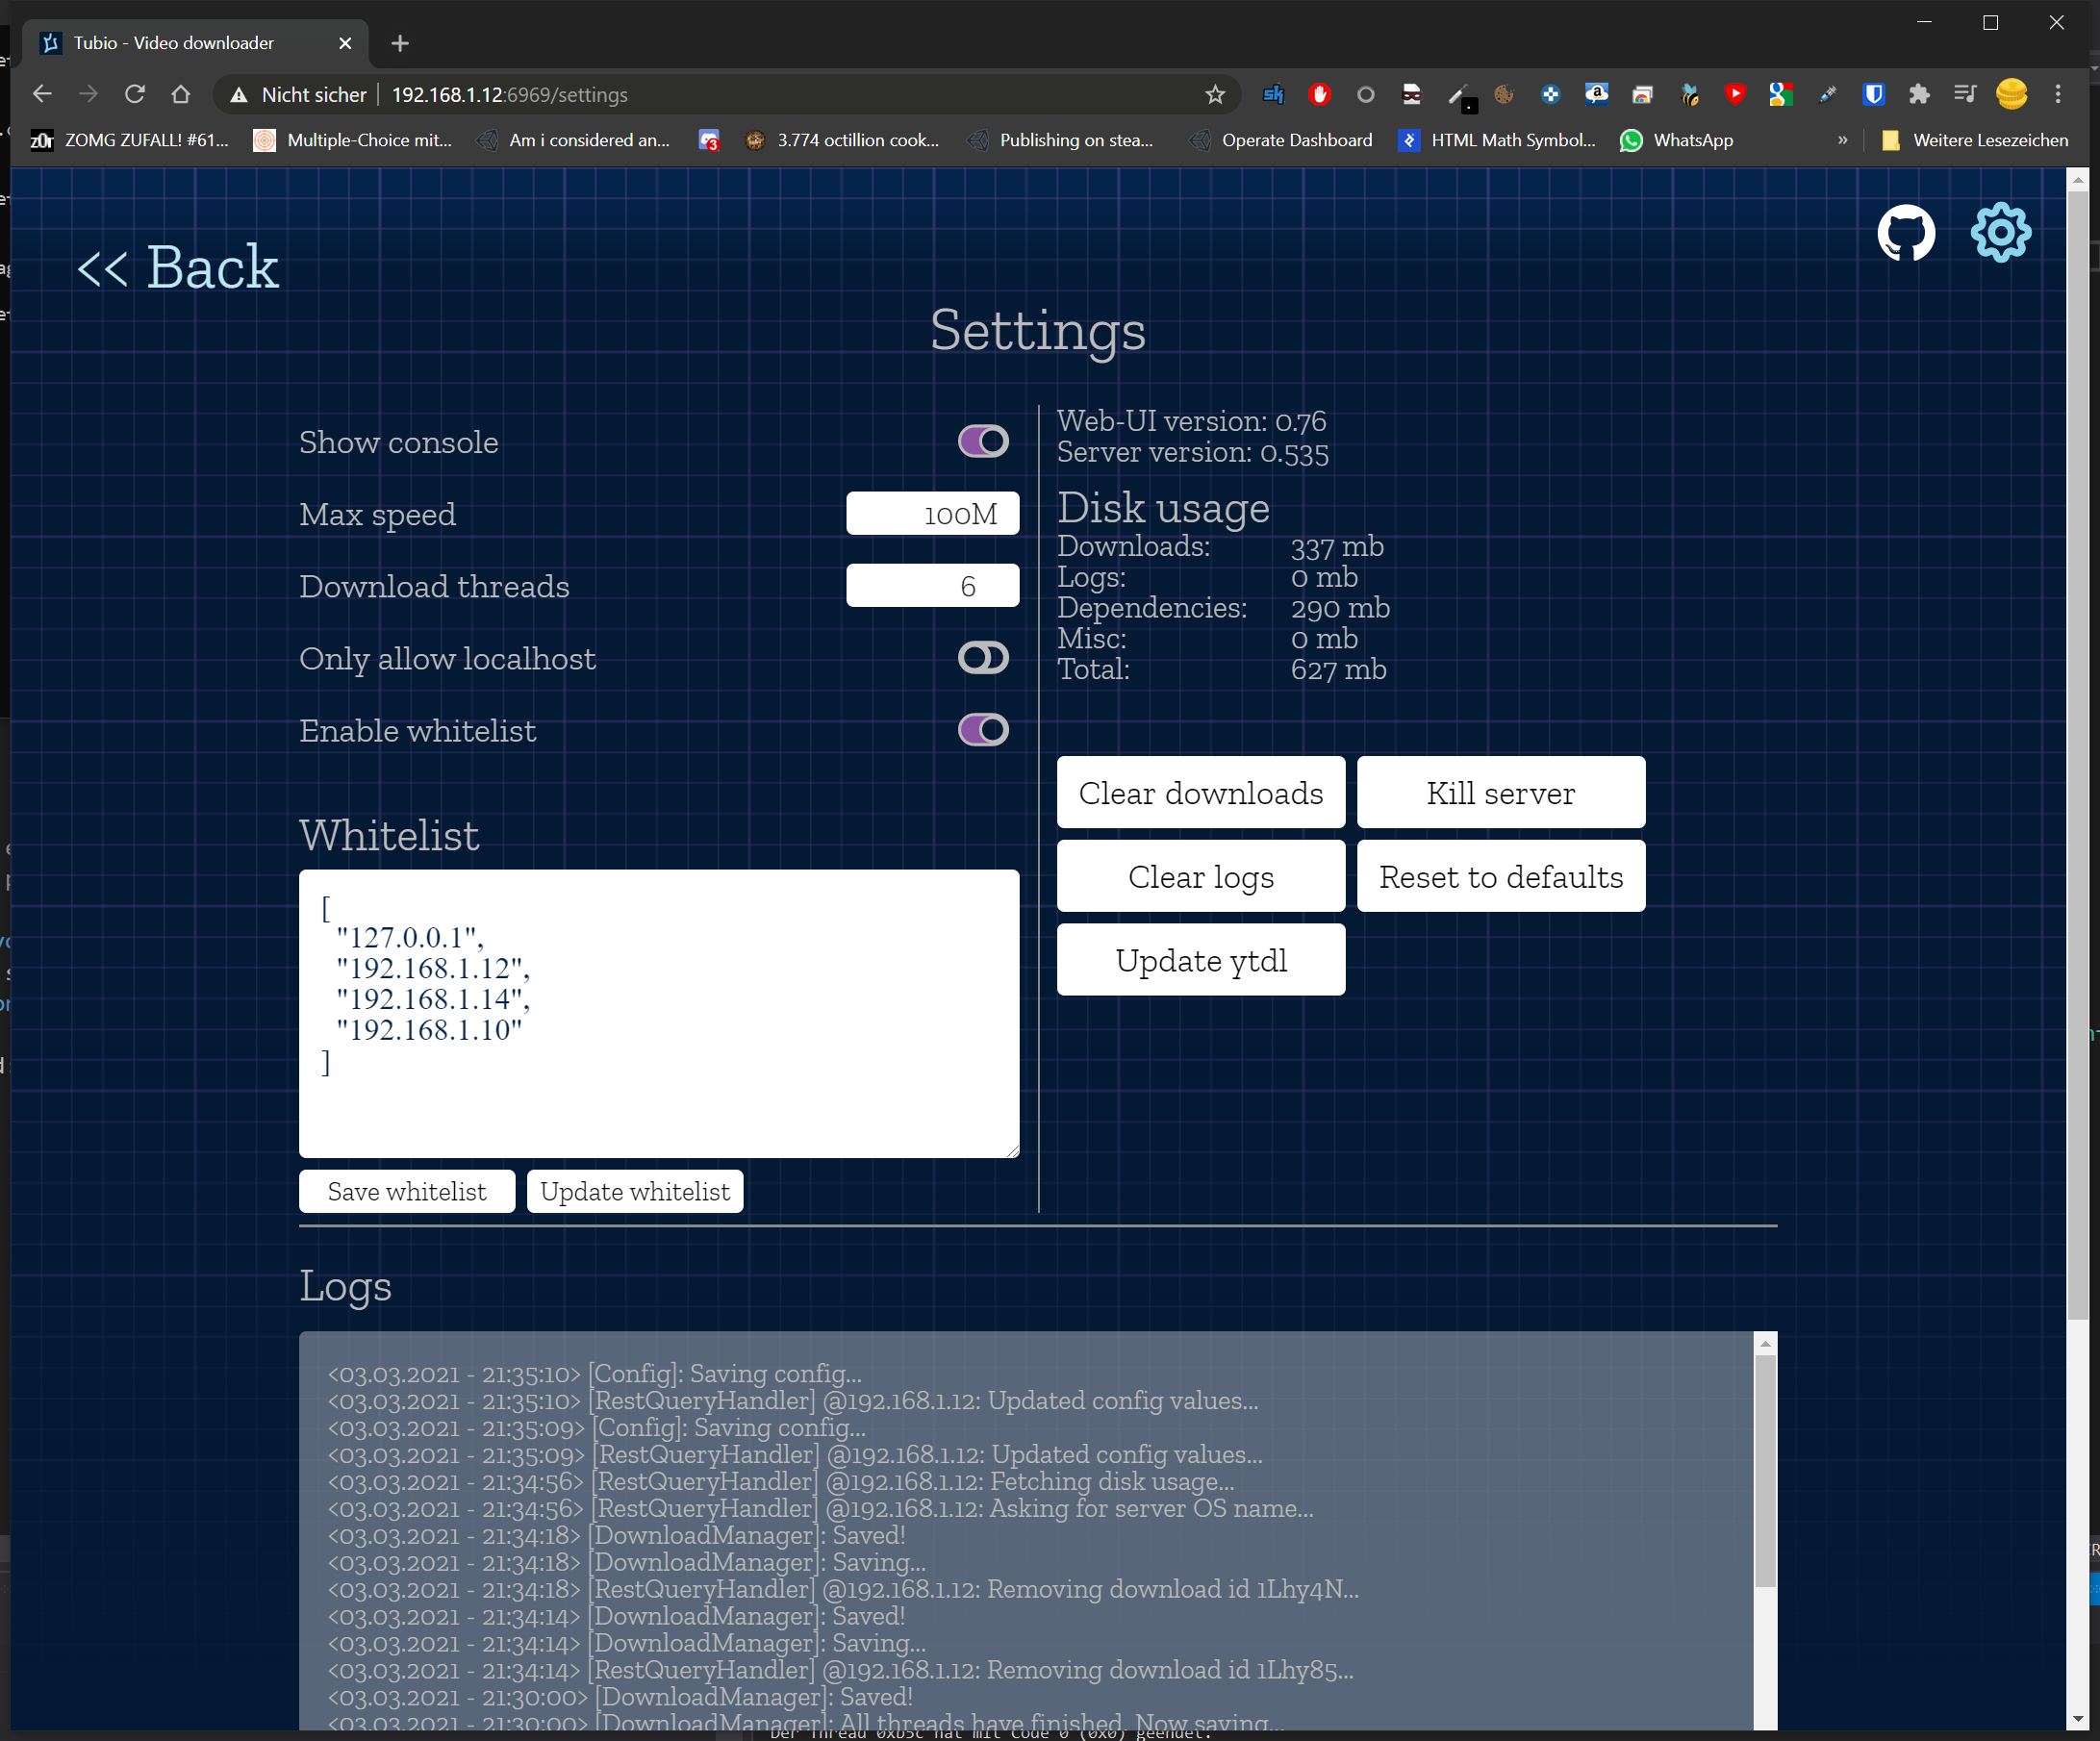 Tubio - Video downloader
Nicht sicher
192.168.1.12:6969/settings
ZOMG ZUFALL! #61...
Multiple-Choice mit...
Am i considered an...
3
3.774 octillion cook...
Publishing on stea...
Operate Dashboard
HTML Math Symbol...
WhatsApp
»
Weitere Lesezeichen
<< Back
Settings
Show console
Max speed
100M
Download threads
6
Only allow localhost
Enable whitelist
Whitelist
[
"127.0.0.1",
"192.168.1.12",
"192.168.1.14",
"192.168.1.10"
]
Save whitelist
Update whitelist
Web-UI version: 0.76
Server version: 0.535
Disk usage
Downloads: 337 mb
Logs: 0 mb
Dependencies: 290 mb
Misc: 0 mb
Total: 627 mb
Clear downloads
Kill server
Clear logs
Reset to defaults
Update ytdl
Logs
<03.03.2021 - 21:35:10> [Config]: Saving config...
<03.03.2021 - 21:35:10> [RestQueryHandler] @192.168.1.12: Updated config values...
<03.03.2021 - 21:35:09> [Config]: Saving config...
<03.03.2021 - 21:35:09> [RestQueryHandler] @192.168.1.12: Updated config values...
<03.03.2021 - 21:34:56> [RestQueryHandler] @192.168.1.12: Fetching disk usage...
<03.03.2021 - 21:34:56> [RestQueryHandler] @192.168.1.12: Asking for server OS name...
<03.03.2021 - 21:34:18> [DownloadManager]: Saved!
<03.03.2021 - 21:34:18> [DownloadManager]: Saving...
<03.03.2021 - 21:34:18> [RestQueryHandler] @192.168.1.12: Removing download id 1Lhy4N...
<03.03.2021 - 21:34:14> [DownloadManager]: Saved!
<03.03.2021 - 21:34:14> [DownloadManager]: Saving...
<03.03.2021 - 21:34:14> [RestQueryHandler] @192.168.1.12: Removing download id 1Lhy85...
<03.03.2021 - 21:30:00> [DownloadManager]: Saved!
<03.03.2021 - 21:30:00> [DownloadManager]: All threads have finished. Now saving...
Der Thread 0xb5c hat mit Code 0 (0x0) geendet.